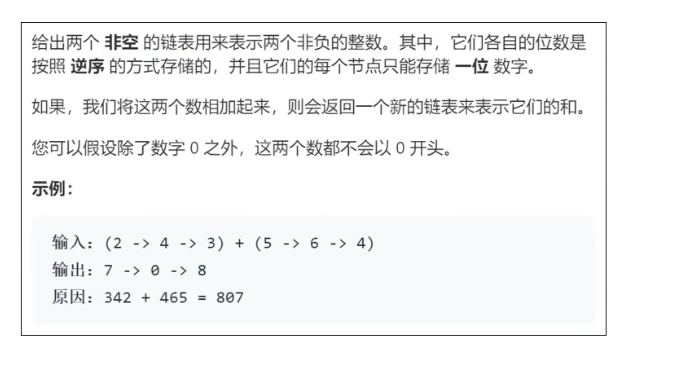 给出两个 非空 的链表用来表示两个非负的整数。其中，它们各自的位数是
按照 逆序 的方式存储的，并且它们的每个节点只能存储 一位 数字。
如果，我们将这两个数相加起来，则会返回一个新的链表来表示它们的和。
您可以假设除了数字 0 之外，这两个数都不会以 0 开头。
示例：
输入：(2 -> 4 -> 3) + (5 -> 6 -> 4)
输出：7 -> 0 -> 8
原因：342 + 465 = 807